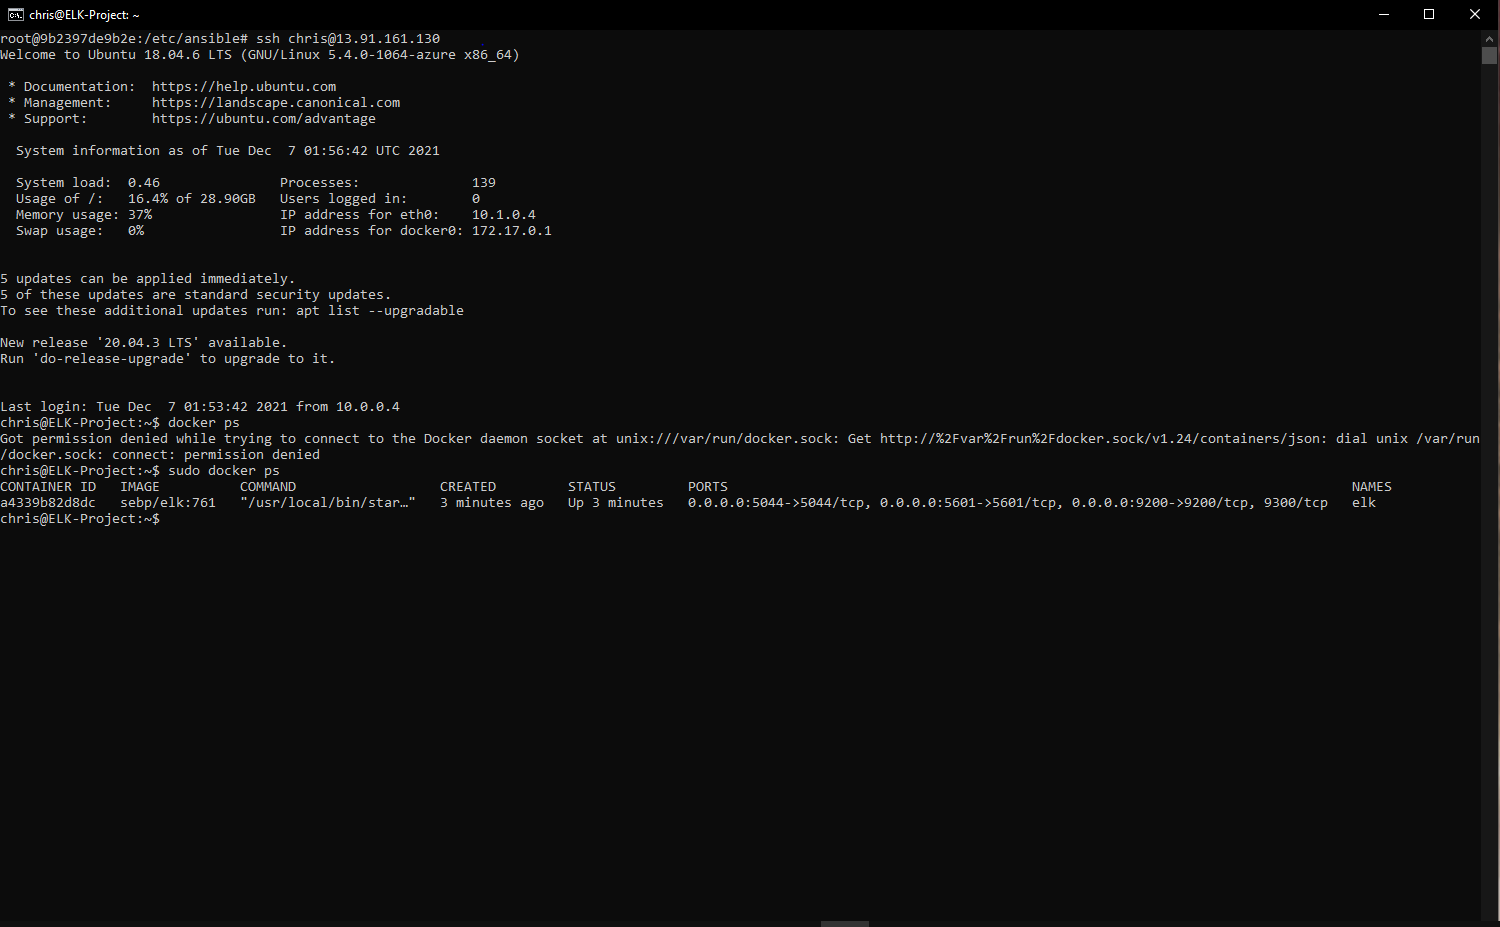 chris@ELK-Project: ~
root@9b2397de9b2e:/etc/ansible# ssh chris@13.91.161.130
Welcome to Ubuntu 18.04.6 LTS (GNU/Linux 5.4.0-1064-azure x86_64)
* Documentation:  https://help.ubuntu.com
* Management:     https://landscape.canonical.com
* Support:        https://ubuntu.com/advantage
System information as of Tue Dec  7 01:56:42 UTC 2021
System load:  0.46               Processes:              139
Usage of /:   16.4% of 28.90GB   Users logged in:        0
Memory usage: 37%                IP address for eth0:    10.1.0.4
Swap usage:   0%                 IP address for docker0: 172.17.0.1
5 updates can be applied immediately.
5 of these updates are standard security updates.
To see these additional updates run: apt list --upgradable
New release '20.04.3 LTS' available.
Run 'do-release-upgrade' to upgrade to it.
Last login: Tue Dec  7 01:53:42 2021 from 10.0.0.4
chris@ELK-Project:~$ docker ps
Got permission denied while trying to connect to the Docker daemon socket at unix:///var/run/docker.sock: Get http://%2Fvar%2Frun%2Fdocker.sock/v1.24/containers/json: dial unix /var/run
/docker.sock: connect: permission denied
chris@ELK-Project:~$ sudo docker ps
CONTAINER ID   IMAGE          COMMAND                  CREATED         STATUS         PORTS                                                                              NAMES
a4339b82d8dc   sebp/elk:761   "/usr/local/bin/star…"   3 minutes ago   Up 3 minutes   0.0.0.0:5044->5044/tcp, 0.0.0.0:5601->5601/tcp, 0.0.0.0:9200->9200/tcp, 9300/tcp   elk
chris@ELK-Project:~$